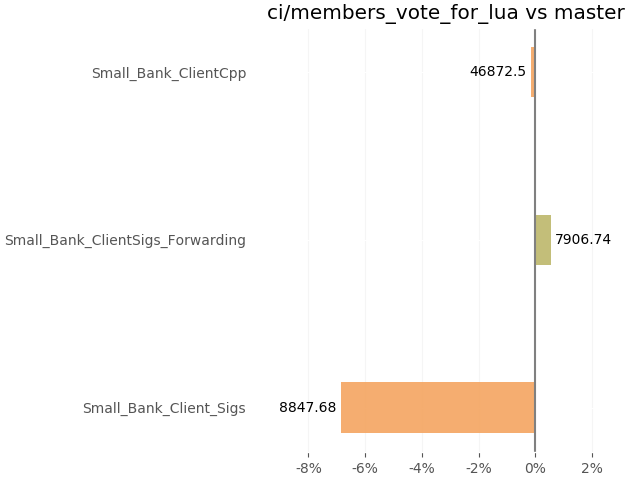 ci/members_vote_for_lua vs master
Small_Bank_ClientCpp
46872.5
Small_Bank_ClientSigs_Forwarding
7906.74
Small_Bank_Client_Sigs
8847.68
-8% -6% -4% -2% 0% 2%